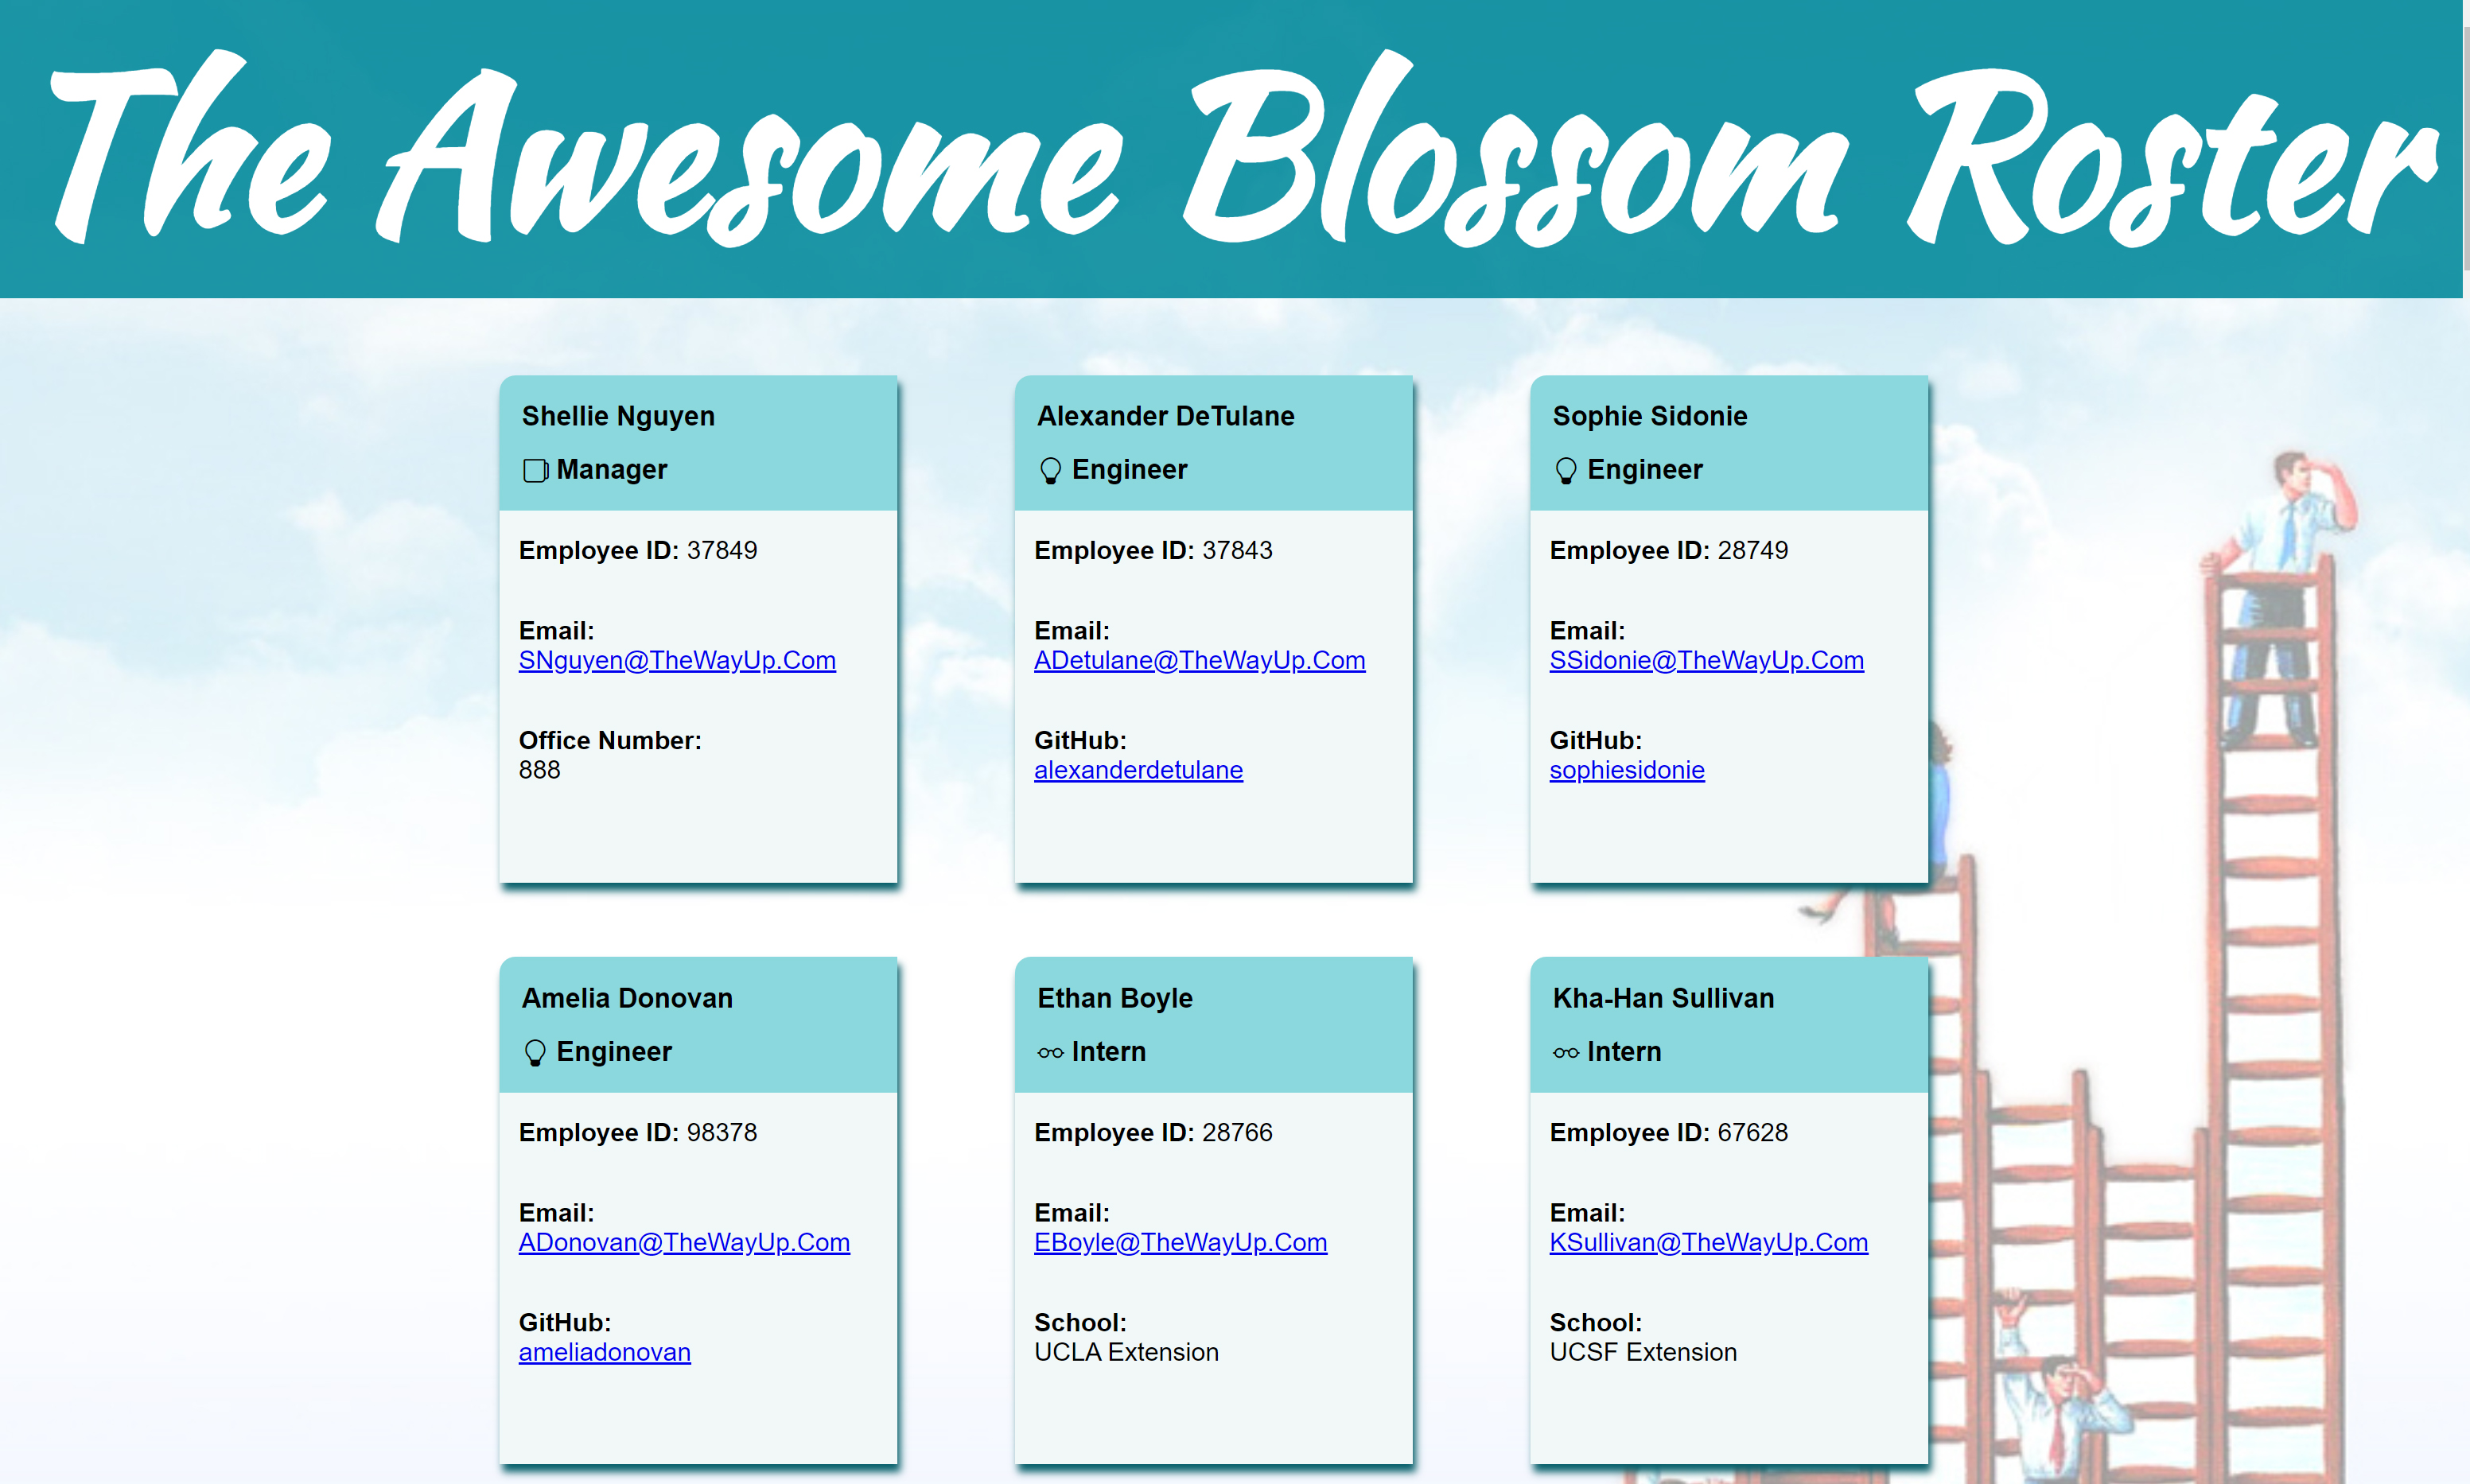 The Awesome Blossom Roster
Shellie Nguyen
Manager
Employee ID: 37849
Email:
SNguyen@TheWayUp.Com
Office Number:
888
Alexander DeTulane
Engineer
Employee ID: 37843
Email:
ADetulane@TheWayUp.Com
GitHub:
alexanderdetulane
Sophie Sidonie
Engineer
Employee ID: 28749
Email:
SSidonie@TheWayUp.Com
GitHub:
sophiesidonie
Amelia Donovan
Engineer
Employee ID: 98378
Email:
ADonovan@TheWayUp.Com
GitHub:
ameliadonovan
Ethan Boyle
Intern
Employee ID: 28766
Email:
EBoyle@TheWayUp.Com
School:
UCLA Extension
Kha-Han Sullivan
Intern
Employee ID: 67628
Email:
KSullivan@TheWayUp.Com
School:
UCSF Extension